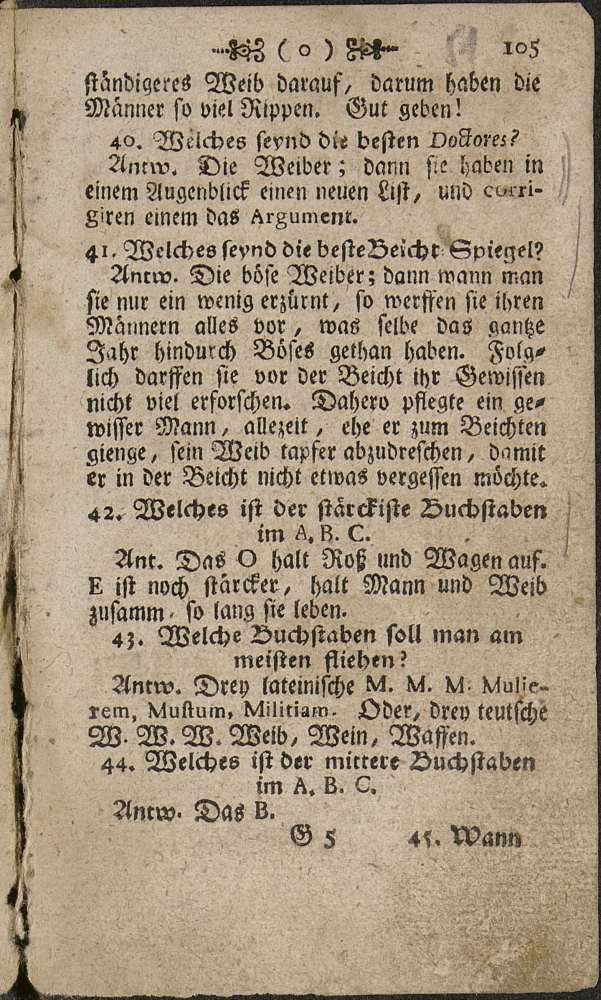 ( o ) 105
ständigeres Weib darauf, darum haben die
Männer so viel Rippen. Gut geben!
40. Welches seynd die besten Doctores?
Antw. Die Weiber; dann sie haben in
einem Augenblick einen neuen List, und corri-
giren einem das Argument.
41. Welches seynd die beste Beicht-Spiegel?
Antw. Die böse Weiber; dann wann man
sie nur ein wenig erzürnt, so werffen sie ihren
Männern alles vor, was selbe das gantze
Jahr hindurch Böses gethan haben. Folg-
lich darffen sie vor der Beicht ihr Gewissen
nicht viel erforschen. Dahero pflegte ein ge-
wisser Mann, allezeit, ehe er zum Beichten
gienge, sein Weib tapfer abzudreschen, damit
er in der Beicht nicht etwas vergessen möchte.
42. Welches ist der stärckiste Buchstaben
im A. B. C.
Ant. Das O halt Roß und Wagen auf.
E ist noch stärcker, halt Mann und Weib
zusamm, so lang sie leben.
43. Welche Buchstaben soll man am
meisten fliehen?
Antw. Drey lateinische M. M. M. Mulie-
rem, Mustum, Militiam. Oder, drey teutsche
W. W. W. Weib, Wein, Waffen.
44. Welches ist der mittere Buchstaben
im A. B. C.
Antw. Das B.
G 5 45. Wann